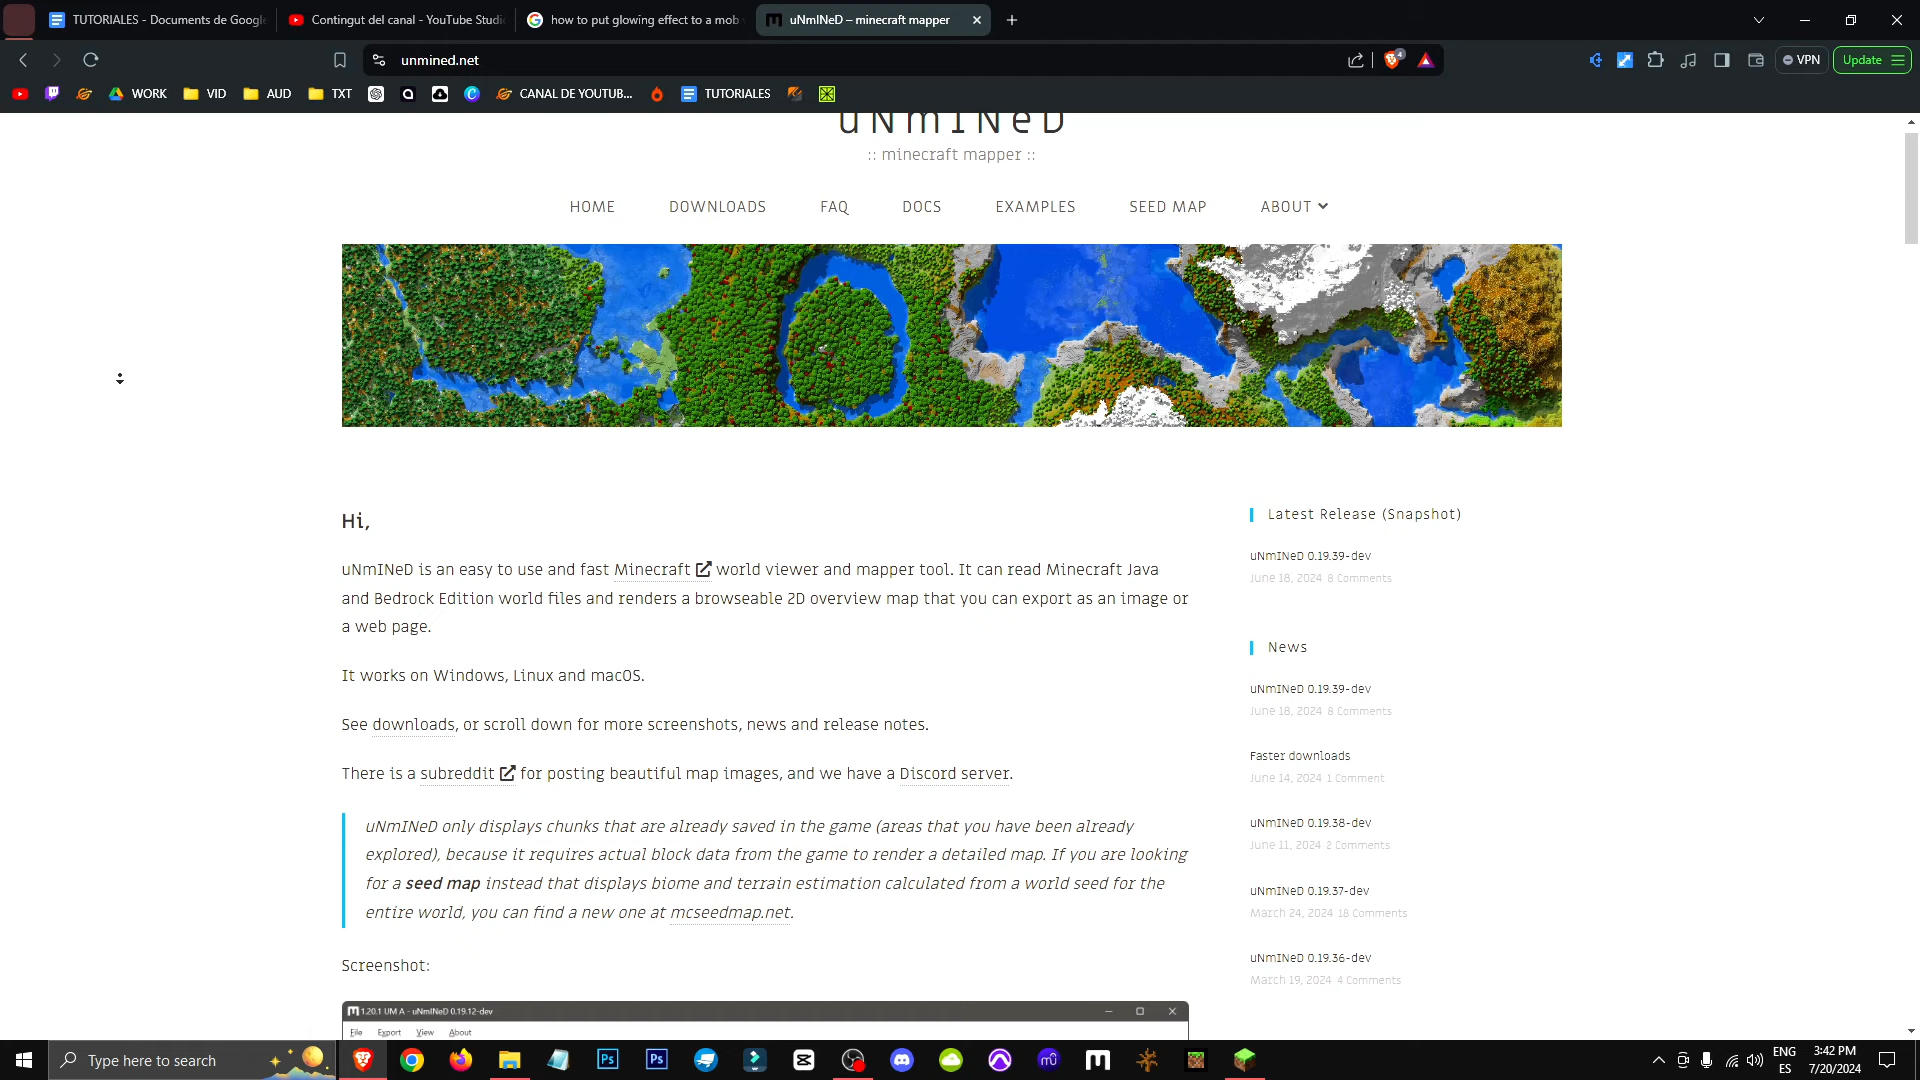 TUTORIALES - Documentos de Google
Contingut del canal - YouTube Studi
how to put glowing effect to a mob
uNmINeD – minecraft mapper
unmined.net
4
VPN
Update
WORK
VID
AUD
TXT
CANAL DE YOUTUB...
TUTORIALES
uNmINeD
:: minecraft mapper ::
HOME
DOWNLOADS
FAQ
DOCS
EXAMPLES
SEED MAP
ABOUT
Hi,
uNmINeD is an easy to use and fast Minecraft world viewer and mapper tool. It can read Minecraft Java
and Bedrock Edition world files and renders a browseable 2D overview map that you can export as an image or
a web page.
It works on Windows, Linux and macOS.
See downloads, or scroll down for more screenshots, news and release notes.
There is a subreddit for posting beautiful map images, and we have a Discord server.
uNmINeD only displays chunks that are already saved in the game (areas that you have been already
explored), because it requires actual block data from the game to render a detailed map. If you are looking
for a seed map instead that displays biome and terrain estimation calculated from a world seed for the
entire world, you can find a new one at mcseedmap.net.
Screenshot:
1.20.1 UM A - uNmINeD 0.19.12-dev
File Export View About
Latest Release (Snapshot)
uNmINeD 0.19.39-dev
June 18, 2024 8 Comments
News
uNmINeD 0.19.39-dev
June 18, 2024 8 Comments
Faster downloads
June 14, 2024 1 Comment
uNmINeD 0.19.38-dev
June 11, 2024 2 Comments
uNmINeD 0.19.37-dev
March 24, 2024 18 Comments
uNmINeD 0.19.36-dev
March 19, 2024 4 Comments
Type here to search
Ps
Ps
ENG
ES
3:42 PM
7/20/2024